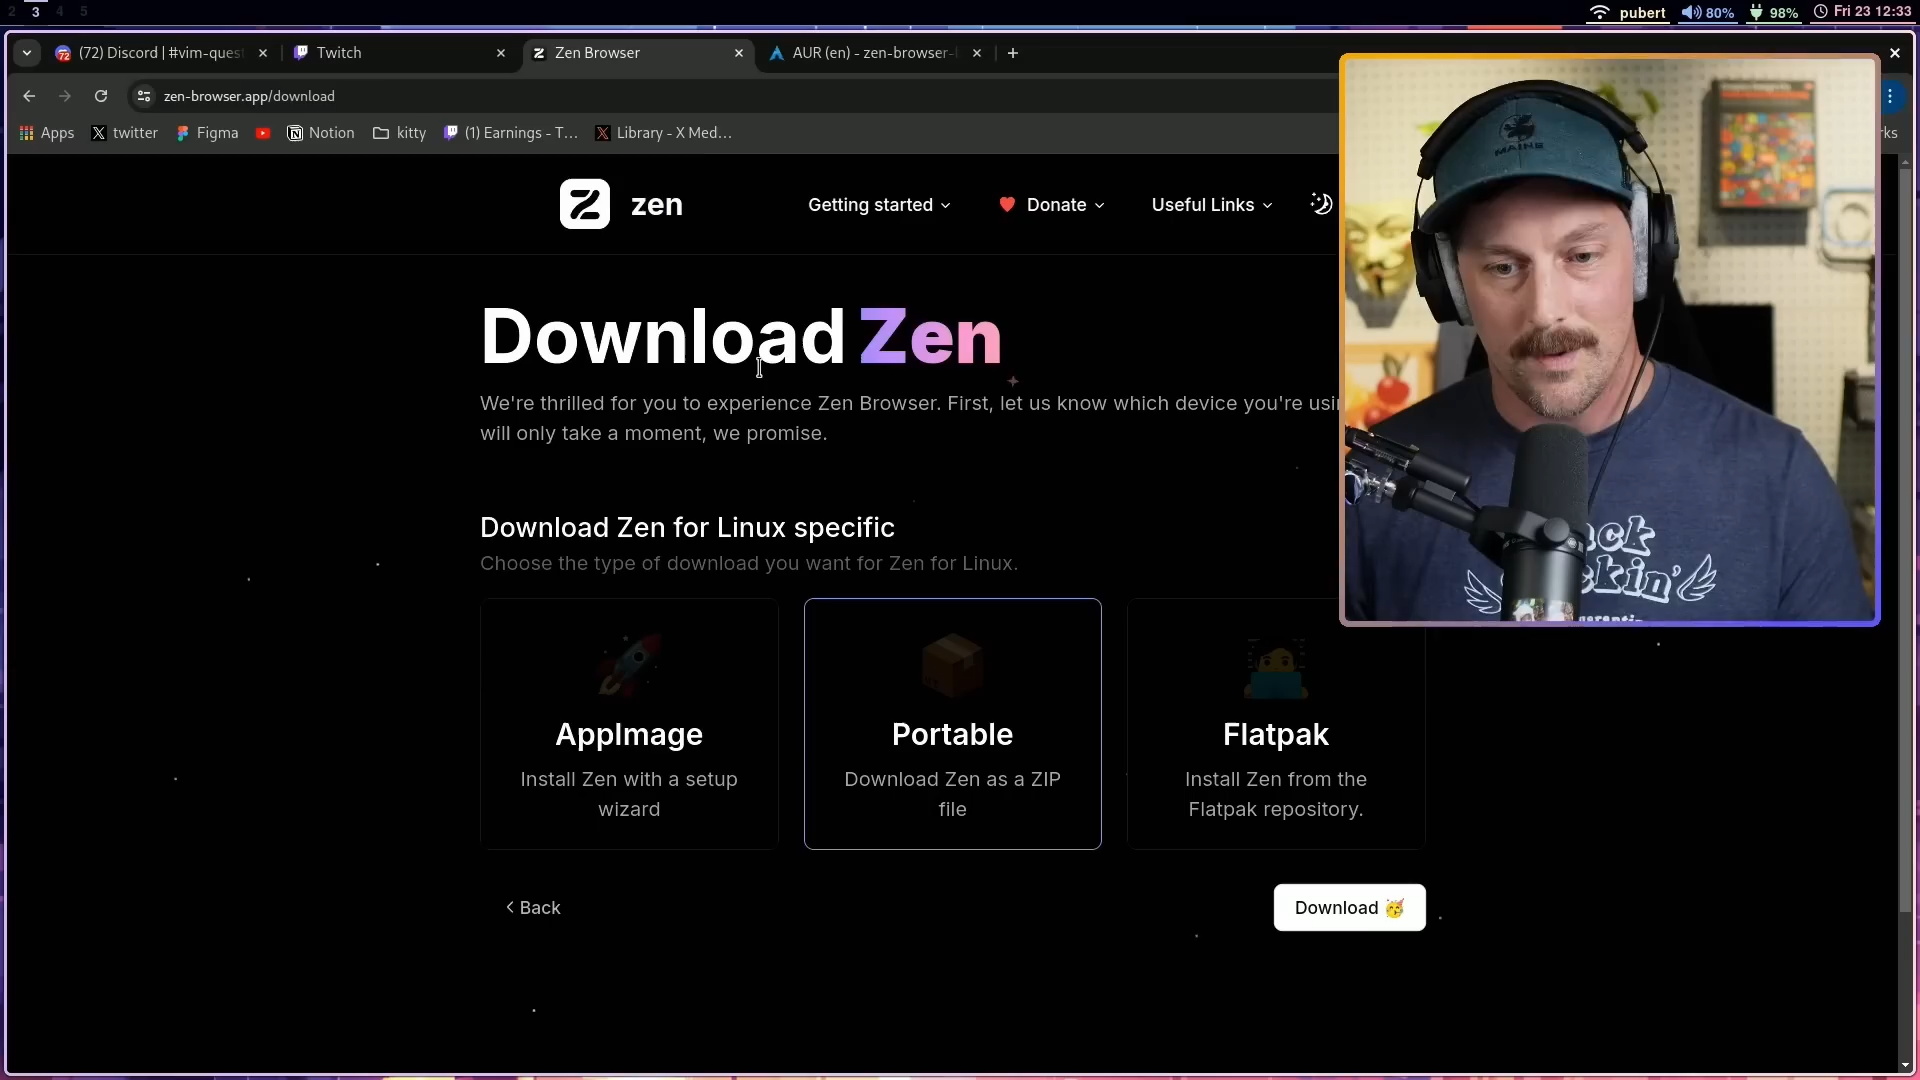 2 3 4 5
pubert 80% 98% Fri 23 12:33
(72) Discord | #vim-quest
Twitch
Zen Browser
AUR (en) - zen-browser-
zen-browser.app/download
Apps twitter Figma Notion kitty (1) Earnings - T... Library - X Med...
rks
zen
Getting started
Donate
Useful Links
Download Zen
We're thrilled for you to experience Zen Browser. First, let us know which device you're usin
will only take a moment, we promise.
Download Zen for Linux specific
Choose the type of download you want for Zen for Linux.
AppImage
Install Zen with a setup
wizard
Portable
Download Zen as a ZIP
file
Flatpak
Install Zen from the
Flatpak repository.
Back
Download
MAINE